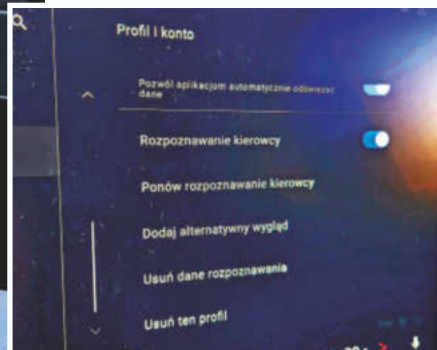 Profil i konto
Pozwól aplikacjom automatycznie odświeżać
dane
Rozpoznawanie kierowcy
Ponów rozpoznawanie kierowcy
Dodaj alternatywny wygląd
Usuń dane rozpoznawania
Usuń ten profil